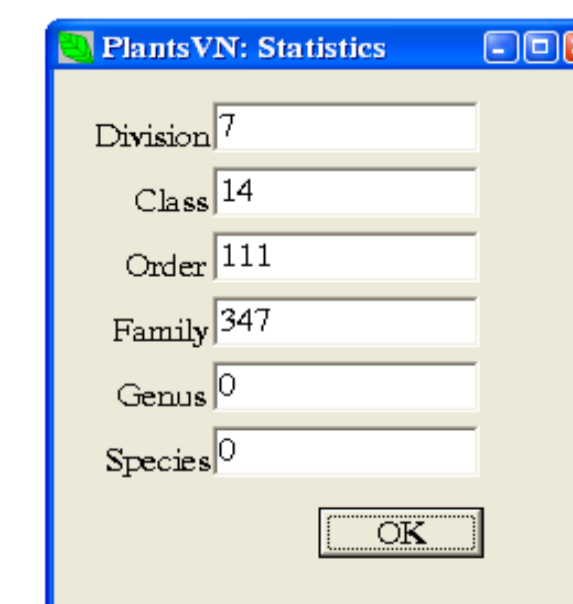 PlantsVN: Statistics
Division 7
Class 14
Order 111
Family 347
Genus 0
Species 0
OK